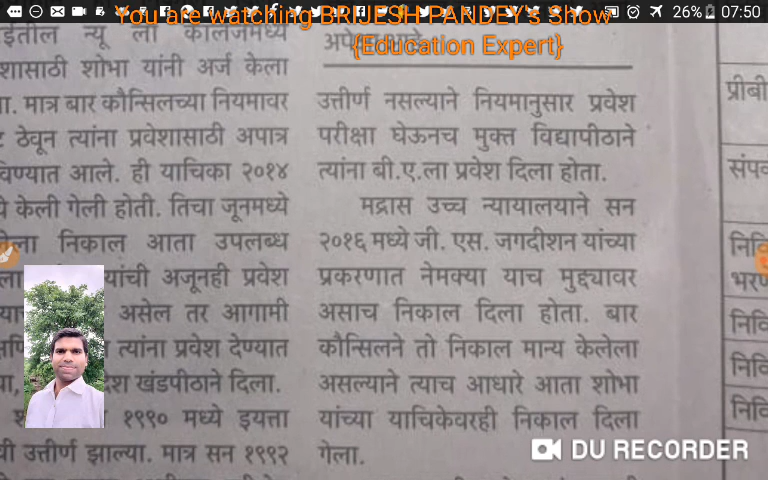 26% 07:50
You are watching BRIJESH PANDEY's Show
{Education Expert}
न्यू लॉ कॉलेजमध्ये
शोभा यांनी अर्ज केला
मात्र बार कौन्सिलच्या नियमावर
ठेवून त्यांना प्रवेशासाठी अपात्र
आले. ही याचिका २०१४
केली गेली होती. तिचा जूनमध्ये
निकाल आता उपलब्ध
अजूनही प्रवेश
असेल तर आगामी
त्यांना प्रवेश देण्यात
खंडपीठाने दिला.
१९९० मध्ये इयत्ता
उत्तीर्ण झाल्या. मात्र सन १९९२
उत्तीर्ण नसल्याने नियमानुसार प्रवेश
परीक्षा घेऊनच मुक्त विद्यापीठाने
त्यांना बी.ए.ला प्रवेश दिला होता.
मद्रास उच्च न्यायालयाने सन
२०१६ मध्ये जी. एस. जगदीशन यांच्या
प्रकरणात नेमक्या याच मुद्द्यावर
असाच निकाल दिला होता. बार
कौन्सिलने तो निकाल मान्य केलेला
असल्याने त्याच आधारे आता शोभा
यांच्या याचिकेवरही निकाल दिला
गेला.
DU RECORDER